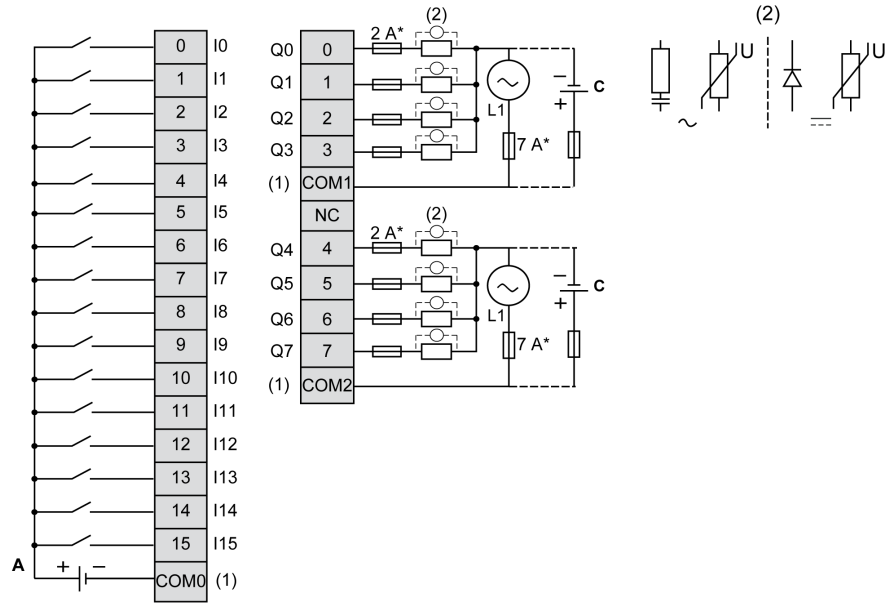 0 I0
1 I1
2 I2
3 I3
4 I4
5 I5
6 I6
7 I7
8 I8
9 I9
10 I10
11 I11
12 I12
13 I13
14 I14
15 I15
A + −
COM0 (1)
(2)
Q0 0 2 A*
Q1 1
Q2 2
Q3 3
(1) COM1
L1
7 A*
− C
+
NC
(2)
Q4 4 2 A*
Q5 5
Q6 6
Q7 7
(1) COM2
L1
7 A*
− C
+
(2)
U
U